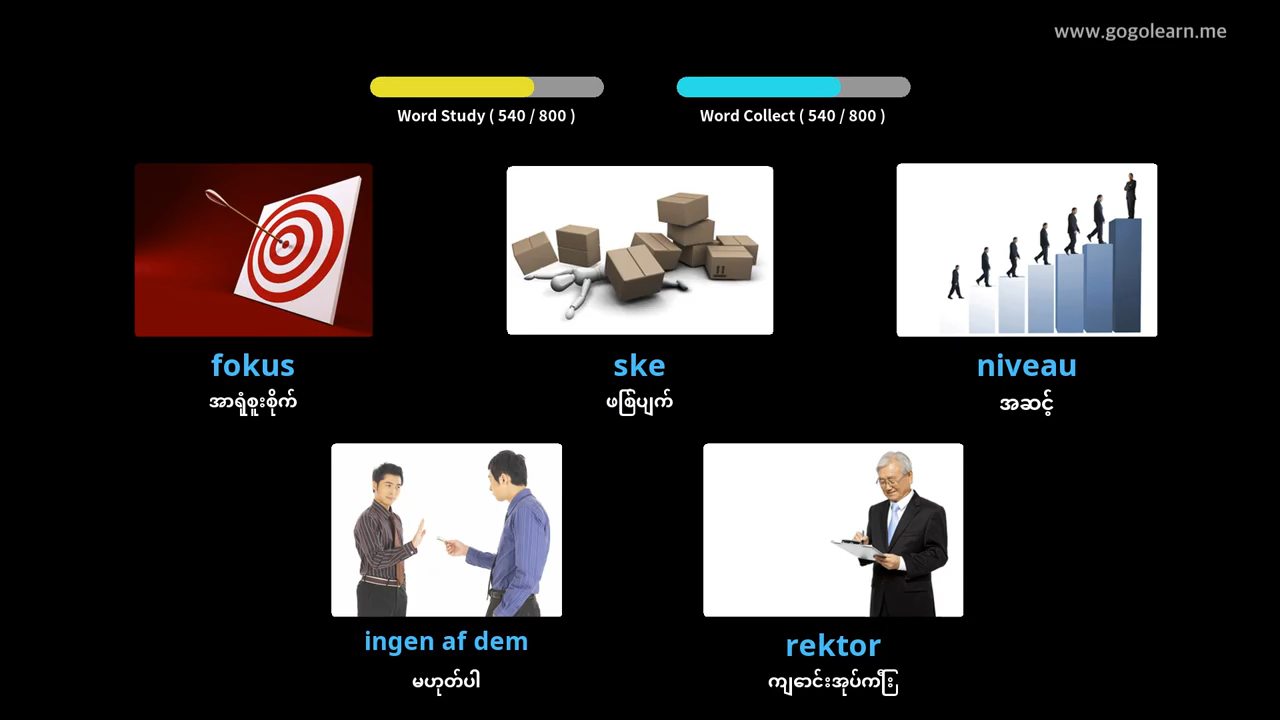 www.gogolearn.me
Word Study ( 540 / 800 )
Word Collect ( 540 / 800 )
fokus
အာရုံစူးစိုက်
ske
ဖြစ်ပျက်
niveau
အဆင့်
ingen af dem
မဟုတ်ပါ
rektor
ကျောင်းအုပ်ကြီး